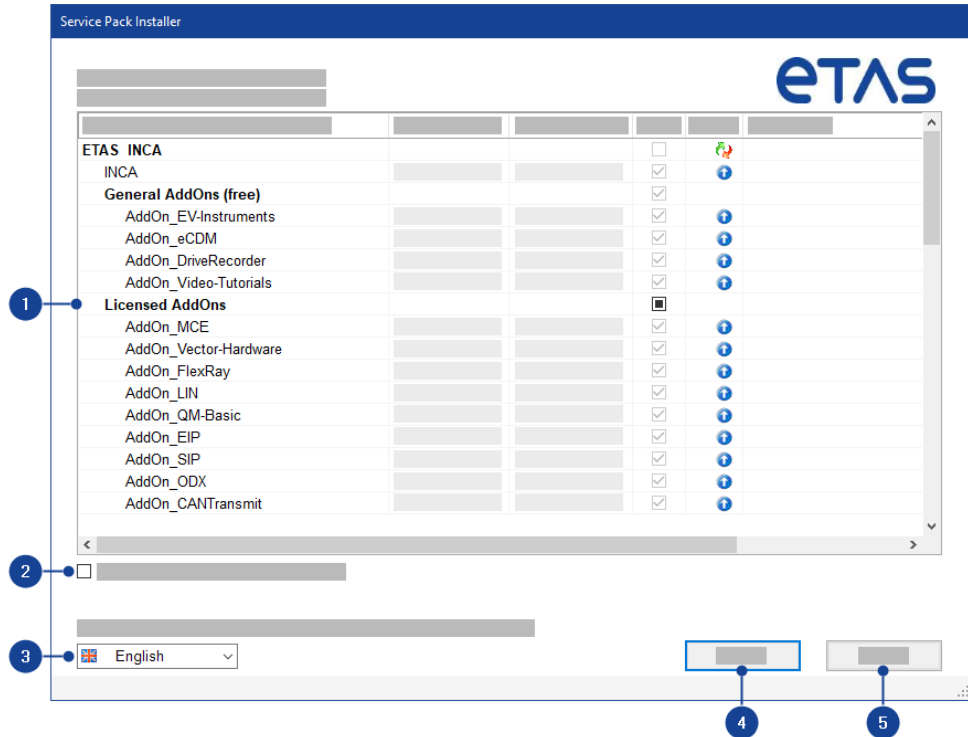 Service Pack Installer
eTAS
ETAS INCA
INCA
General AddOns (free)
AddOn_EV-Instruments
AddOn_eCDM
AddOn_DriveRecorder
AddOn_Video-Tutorials
1
Licensed AddOns
AddOn_MCE
AddOn_Vector-Hardware
AddOn_FlexRay
AddOn_LIN
AddOn_QM-Basic
AddOn_EIP
AddOn_SIP
AddOn_ODX
AddOn_CANTransmit
2
3 English
4 5